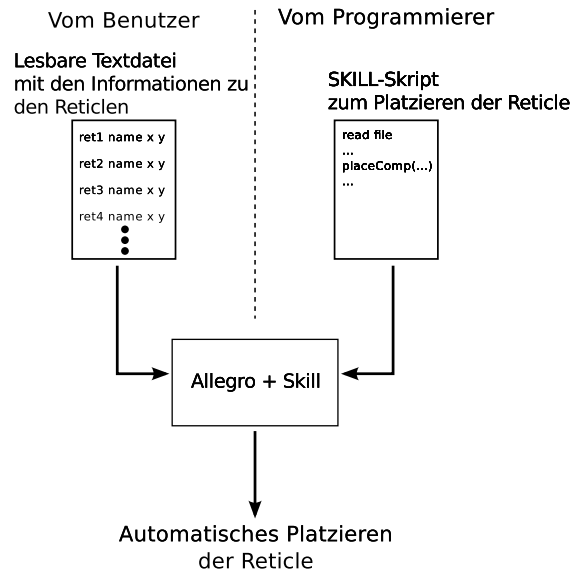 Vom Benutzer
Vom Programmierer
Lesbare Textdatei
mit den Informationen zu
den Reticlen
SKILL-Skript
zum Platzieren der Reticle
ret1 name x y
ret2 name x y
ret3 name x y
ret4 name x y
read file
...
placeComp(...)
...
Allegro + Skill
Automatisches Platzieren
der Reticle